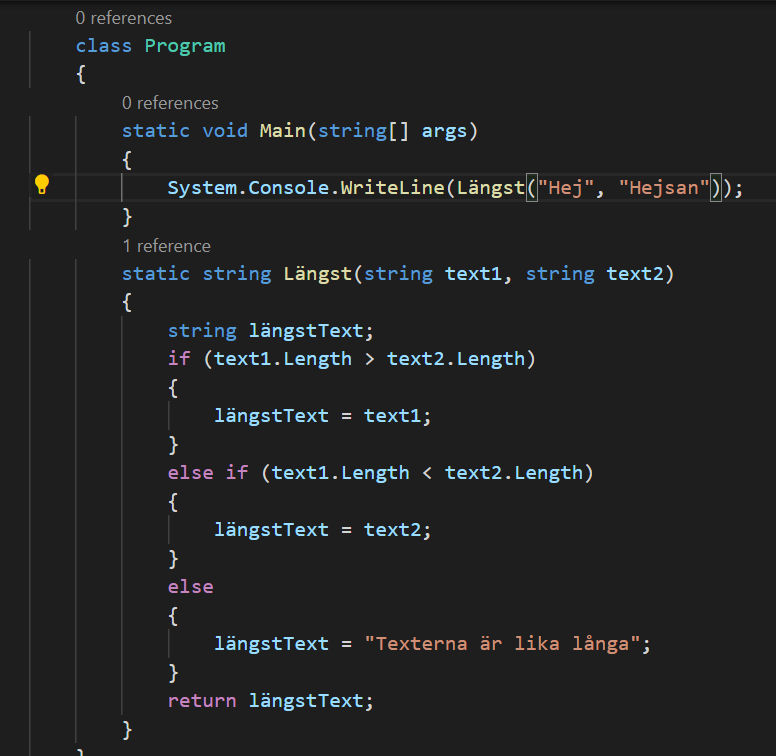 0 references
class Program
{
0 references
static void Main(string[] args)
{
System.Console.WriteLine(Längst("Hej", "Hejsan"));
}
1 reference
static string Längst(string text1, string text2)
{
string längstText;
if (text1.Length > text2.Length)
{
längstText = text1;
}
else if (text1.Length < text2.Length)
{
längstText = text2;
}
else
{
längstText = "Texterna är lika långa";
}
return längstText;
}
}